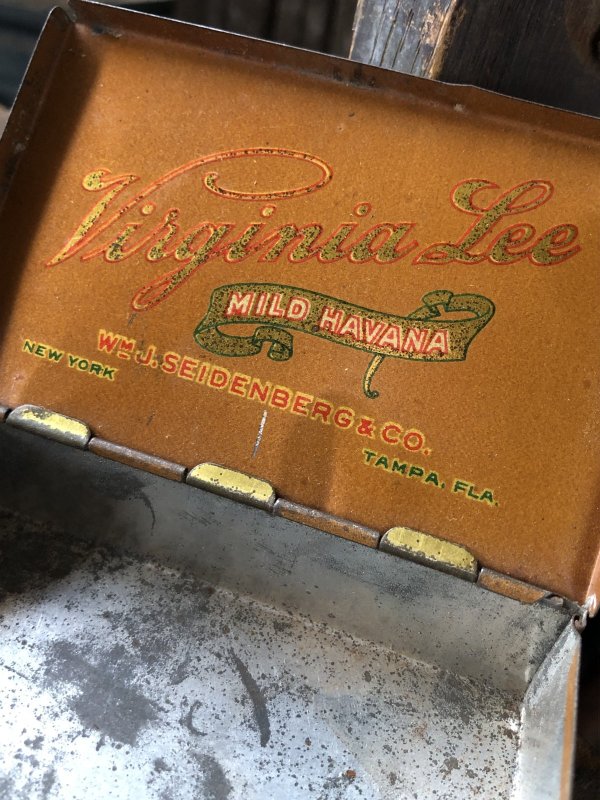 Virginia Lee
MILD HAVANA
Wᴹ J. SEIDENBERG & CO.
NEW YORK
TAMPA, FLA.